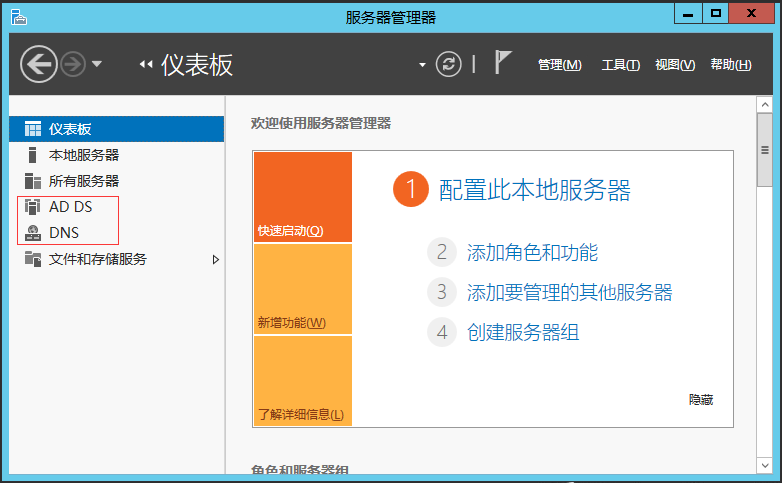 服务器管理器
仪表板
管理(M) 工具(T) 视图(V) 帮助(H)
仪表板
本地服务器
所有服务器
AD DS
DNS
文件和存储服务
欢迎使用服务器管理器
快速启动(Q)
新增功能(W)
了解详细信息(L)
1 配置此本地服务器
2 添加角色和功能
3 添加要管理的其他服务器
4 创建服务器组
隐藏
角色和服务器组